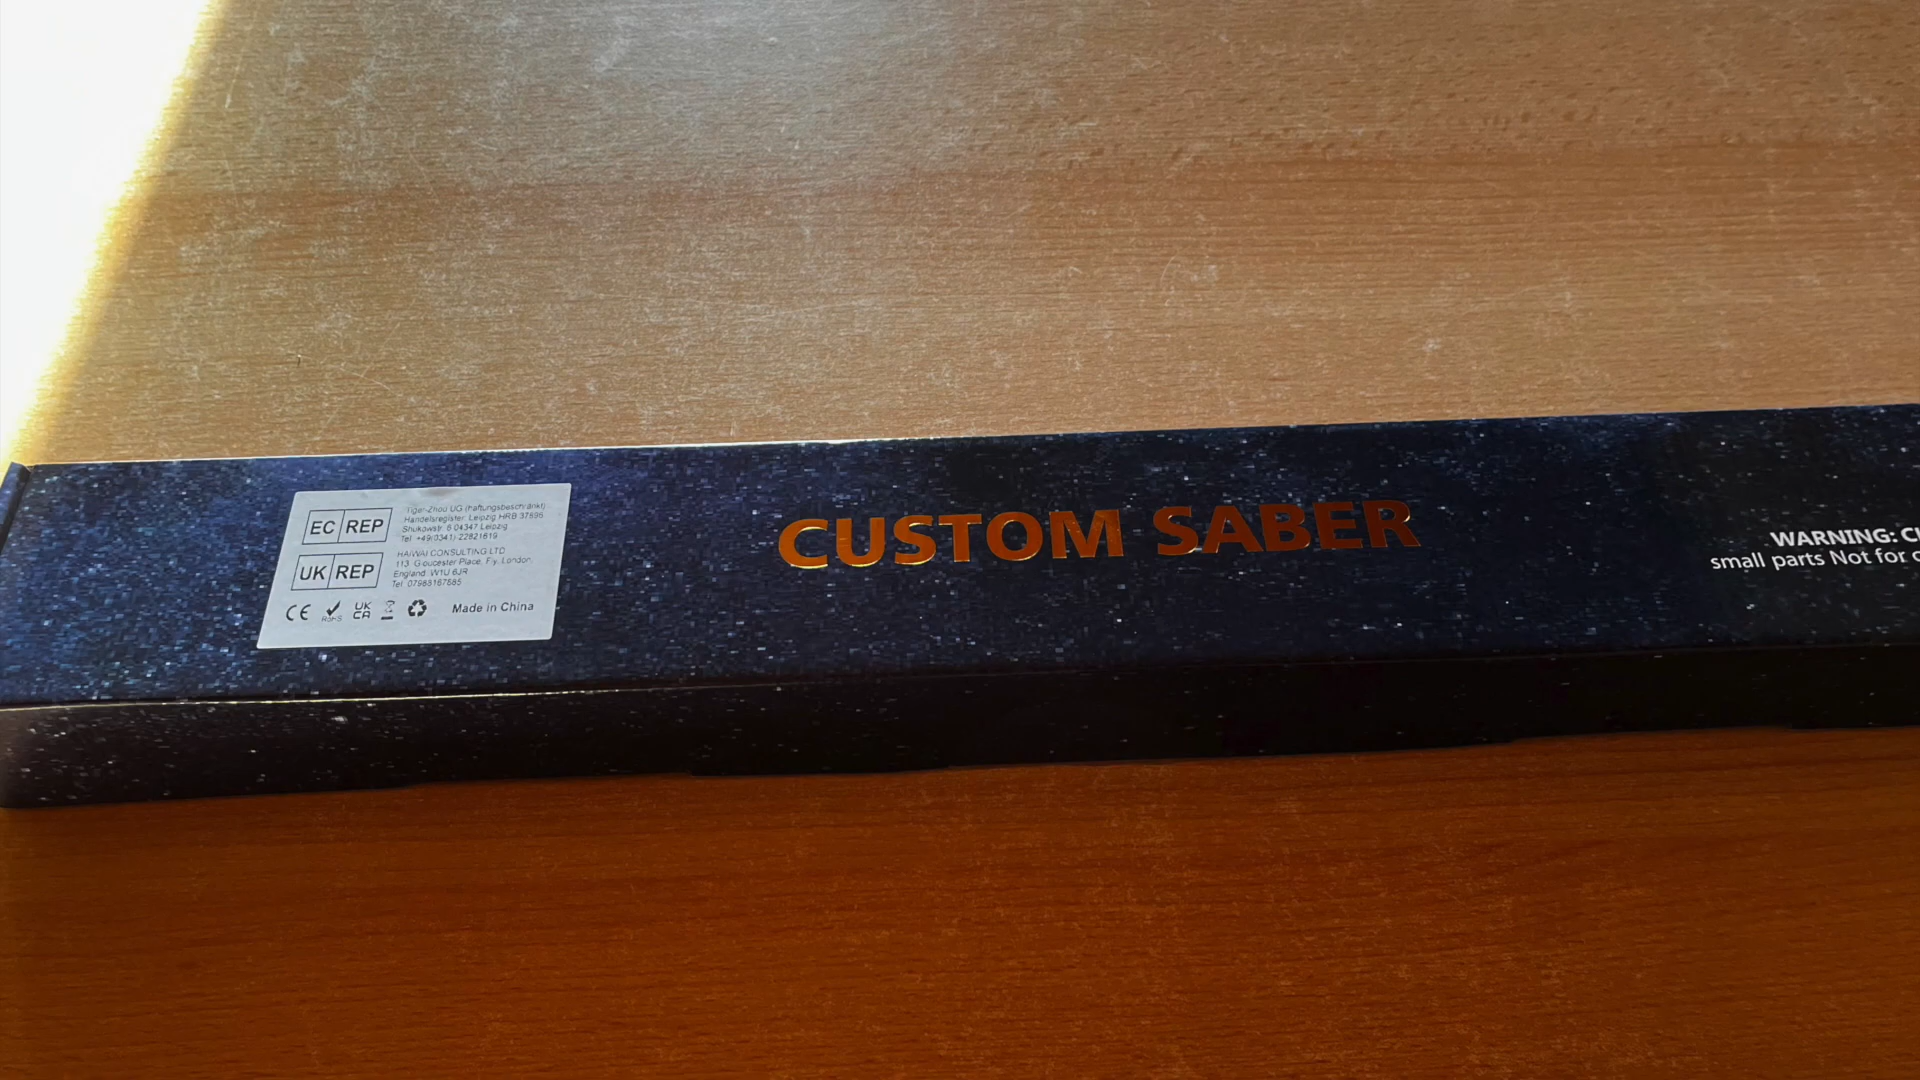 EC REP
Tiger-Zhou UG (haftungsbeschränkt)
Handelsregister: Leipzig HRB 37896
Shukowstr. 6 04347 Leipzig
Tel: +49(0341) 22821619
UK REP
HAIWAI CONSULTING LTD
113 Gloucester Place, Fly, London,
England W1U 6JR
Tel: 07988167585
CE RoHS UK CA Made in China
CUSTOM SABER
WARNING:
small parts Not for